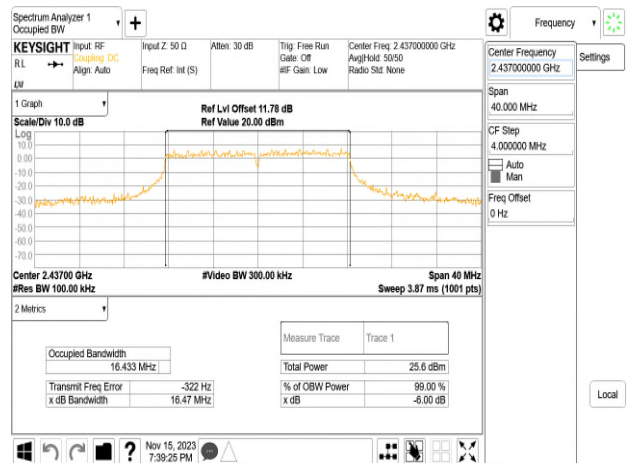 Spectrum Analyzer 1
Occupied BW
Frequency
KEYSIGHT
RL
Input: RF
Coupling: DC
Align: Auto
Input Z: 50 Ω
Freq Ref: Int (S)
Atten: 30 dB
Trig: Free Run
Gate: Off
#IF Gain: Low
Center Freq: 2.437000000 GHz
Avg|Hold: 50/50
Radio Std: None
Center Frequency
2.437000000 GHz
Settings
Span
40.000 MHz
CF Step
4.000000 MHz
Auto
Man
Freq Offset
0 Hz
Local
1 Graph
Scale/Div 10.0 dB
Ref Lvl Offset 11.78 dB
Ref Value 20.00 dBm
Log
10.0
0.00
-10.0
-20.0
-30.0
-40.0
-50.0
-60.0
-70.0
Center 2.43700 GHz
#Video BW 300.00 kHz
Span 40 MHz
#Res BW 100.00 kHz
Sweep 3.87 ms (1001 pts)
2 Metrics
Measure Trace
Trace 1
Occupied Bandwidth
16.433 MHz
Total Power
25.6 dBm
Transmit Freq Error
-322 Hz
% of OBW Power
99.00 %
x dB Bandwidth
16.47 MHz
x dB
-6.00 dB
?
Nov 15, 2023
7:39:25 PM